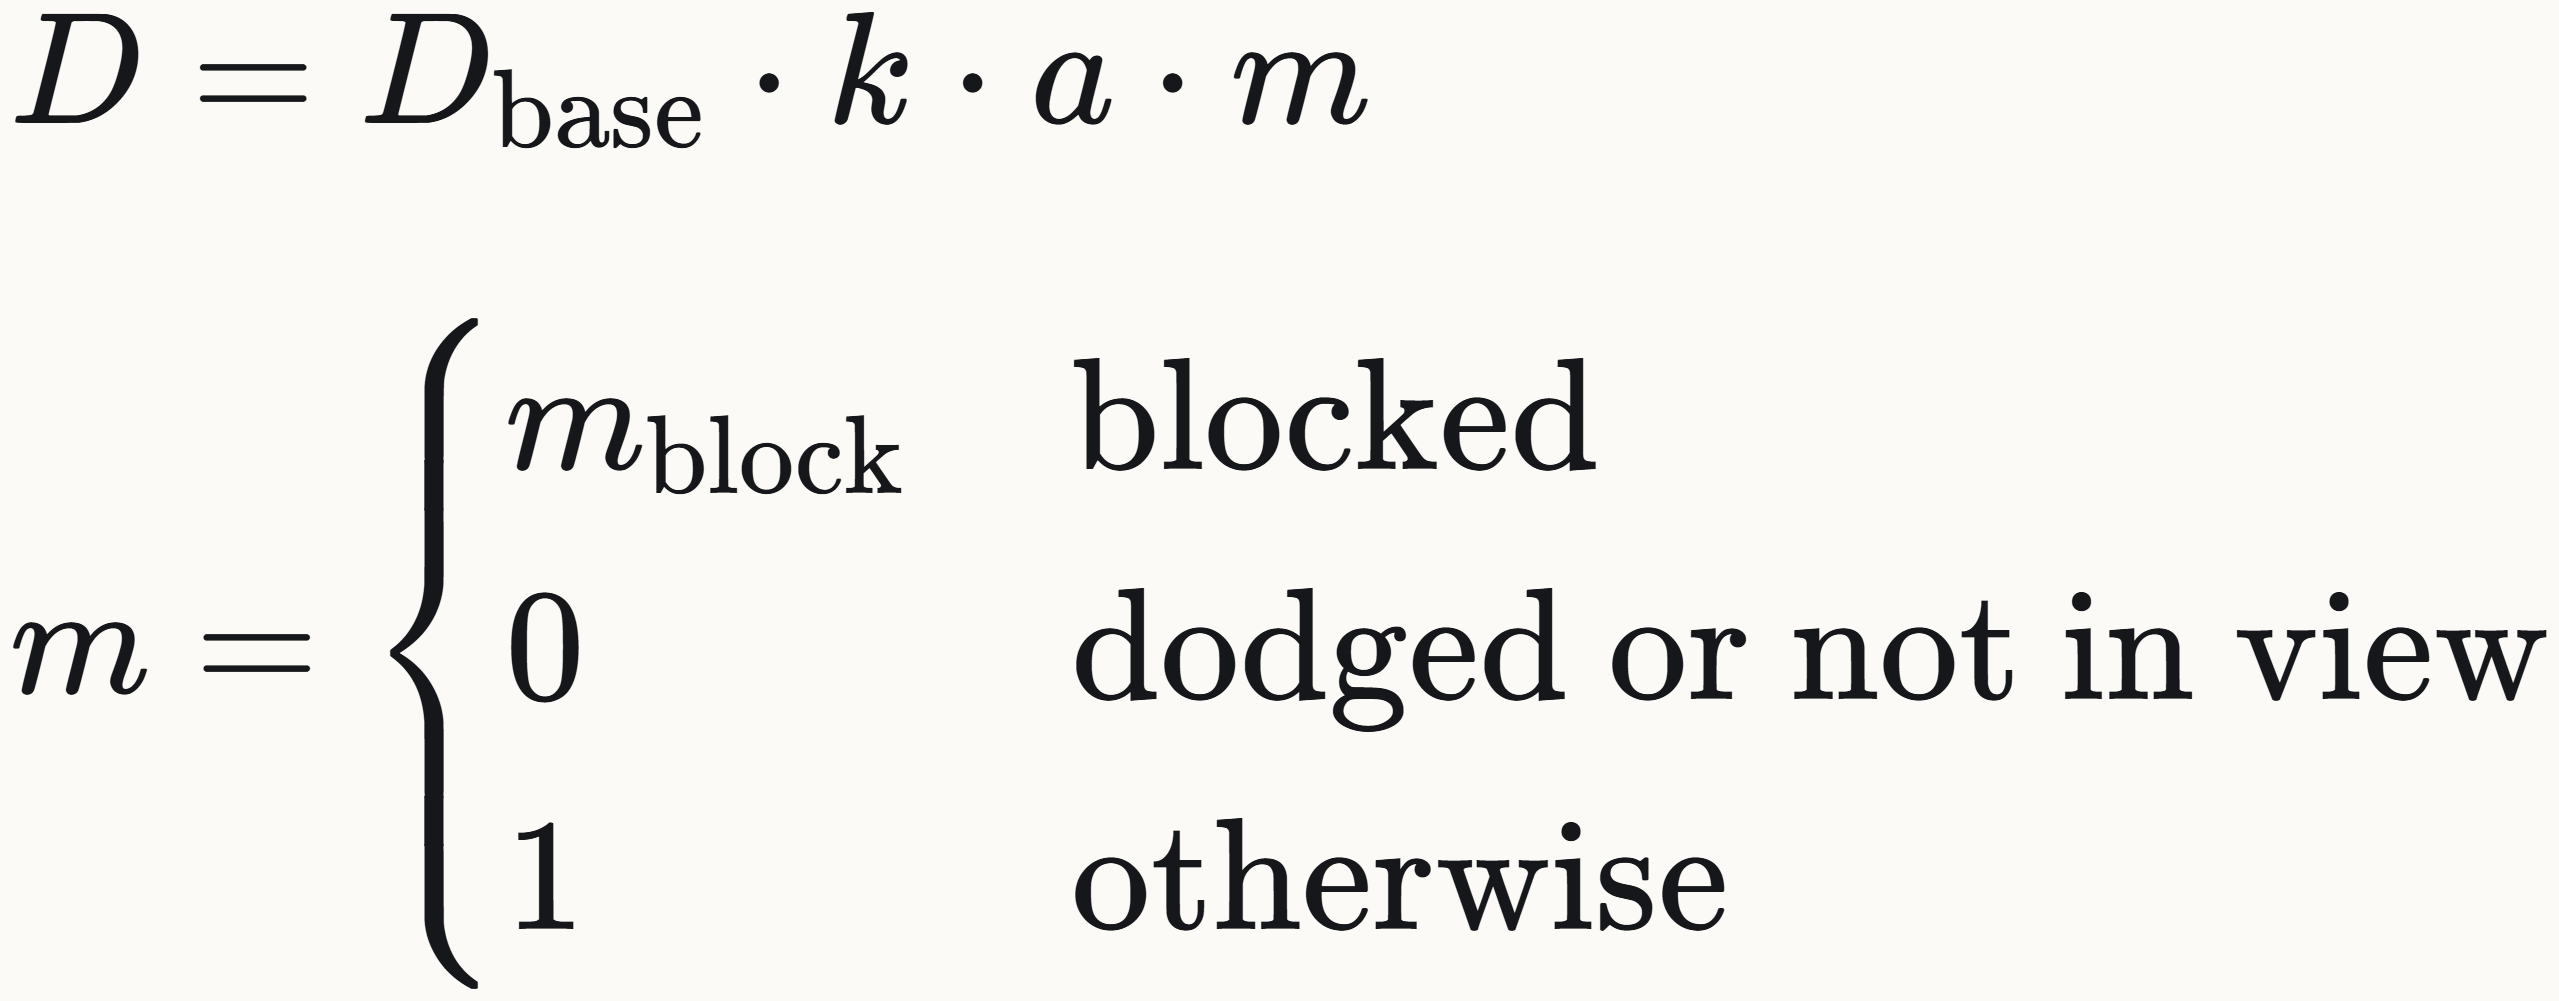 D = D_base · k · a · m
m = { m_block blocked
0 dodged or not in view
1 otherwise